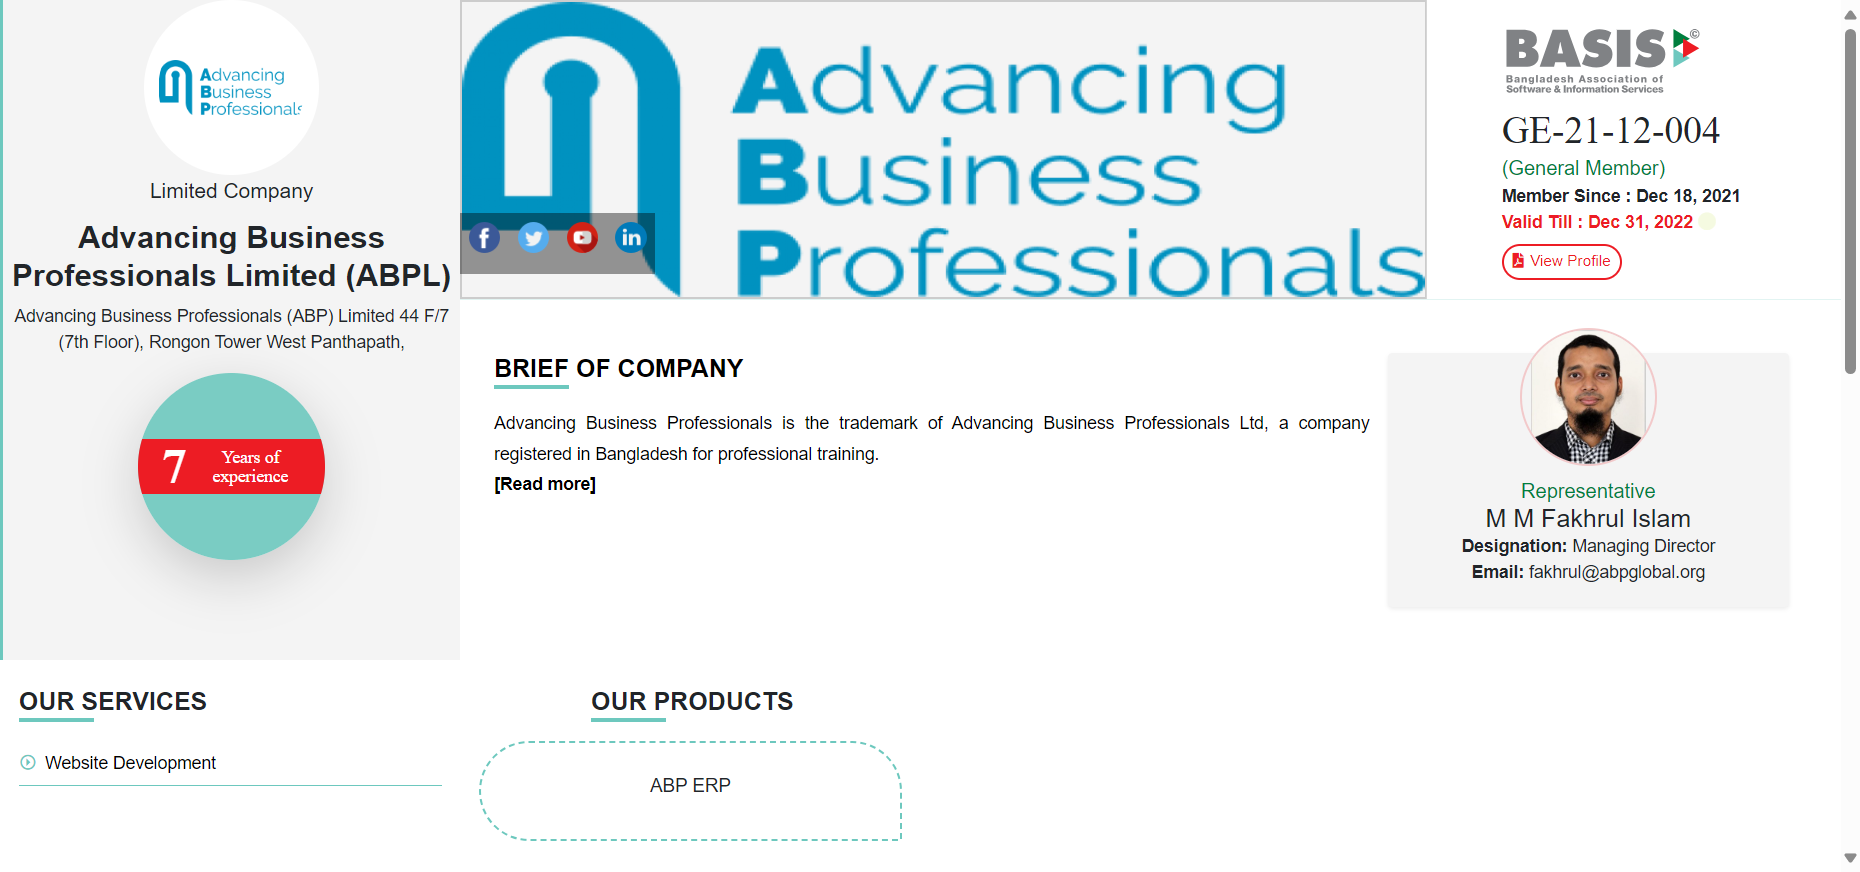 Advancing
Business
Professionals
Limited Company
Advancing Business
Professionals Limited (ABPL)
Advancing Business Professionals (ABP) Limited 44 F/7
(7th Floor), Rongon Tower West Panthapath,
7 Years of
experience
Advancing
Business
Professionals
BASIS
©
Bangladesh Association of
Software & Information Services
GE-21-12-004
(General Member)
Member Since : Dec 18, 2021
Valid Till : Dec 31, 2022
View Profile
BRIEF OF COMPANY
Advancing Business Professionals is the trademark of Advancing Business Professionals Ltd, a company
registered in Bangladesh for professional training.
[Read more]
Representative
M M Fakhrul Islam
Designation: Managing Director
Email: fakhrul@abpglobal.org
OUR SERVICES
Website Development
OUR PRODUCTS
ABP ERP